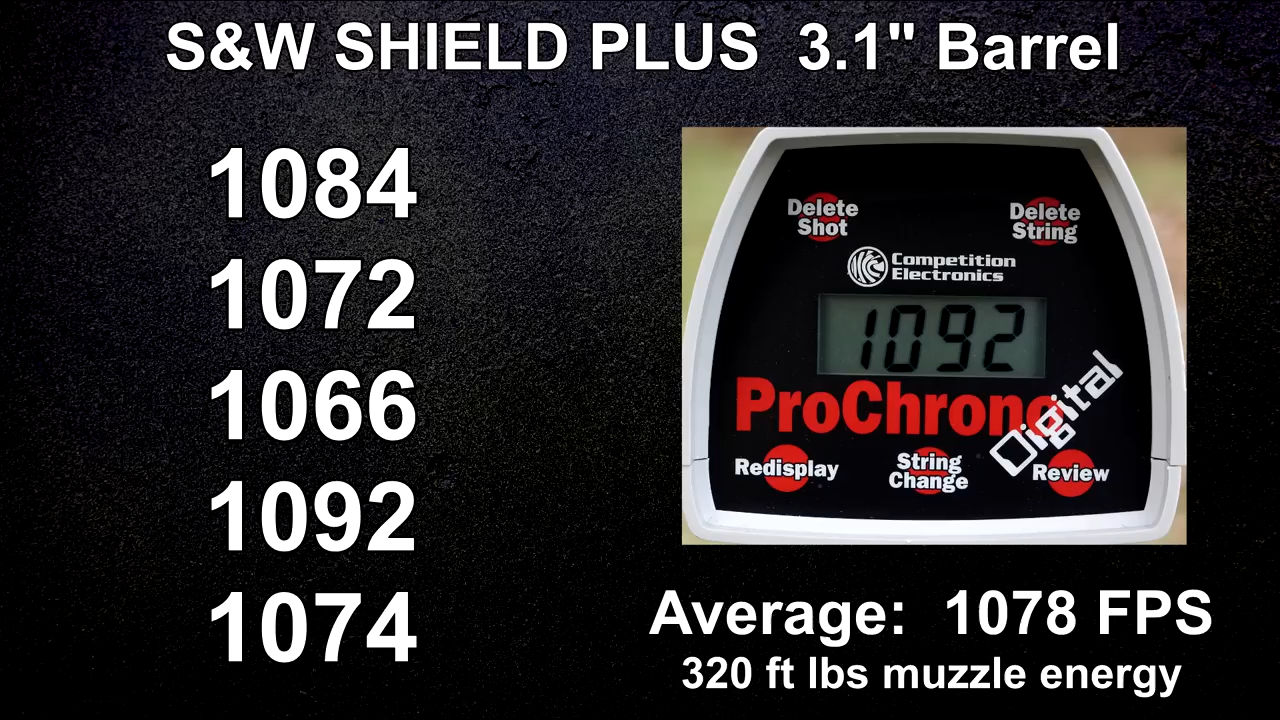 S&W SHIELD PLUS 3.1" Barrel
1084
1072
1066
1092
1074
Delete
Shot
Delete
String
Competition
Electronics
1092
ProChrono
Digital
Redisplay
String
Change
Review
Average: 1078 FPS
320 ft lbs muzzle energy